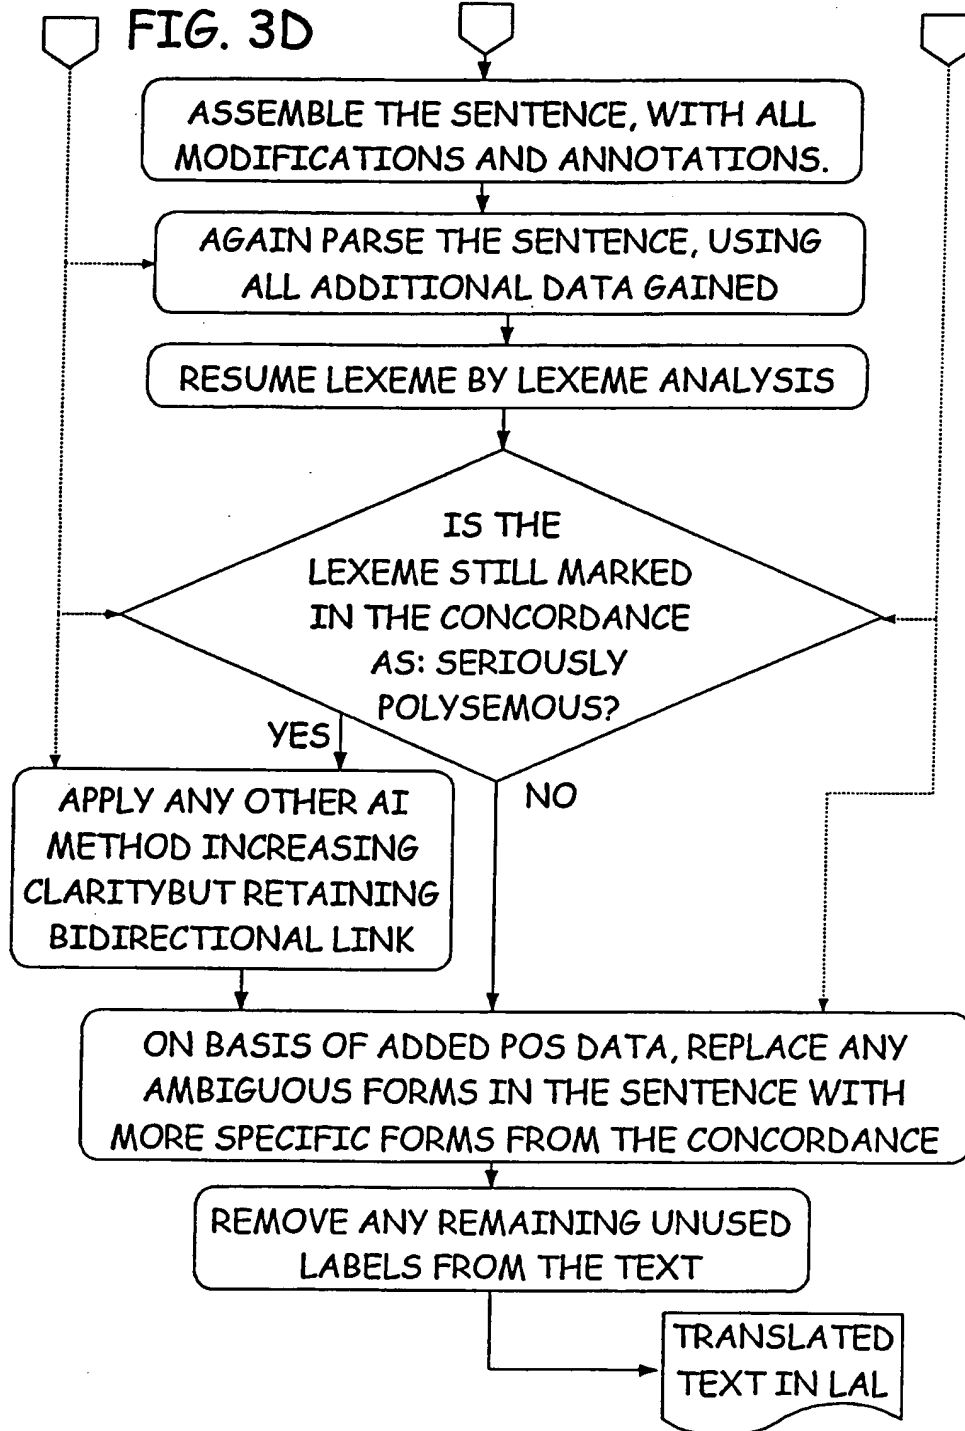 FIG. 3D
ASSEMBLE THE SENTENCE, WITH ALL
MODIFICATIONS AND ANNOTATIONS.
AGAIN PARSE THE SENTENCE, USING
ALL ADDITIONAL DATA GAINED
RESUME LEXEME BY LEXEME ANALYSIS
IS THE
LEXEME STILL MARKED
IN THE CONCORDANCE
AS: SERIOUSLY
POLYSEMOUS?
YES
NO
APPLY ANY OTHER AI
METHOD INCREASING
CLARITYBUT RETAINING
BIDIRECTIONAL LINK
ON BASIS OF ADDED POS DATA, REPLACE ANY
AMBIGUOUS FORMS IN THE SENTENCE WITH
MORE SPECIFIC FORMS FROM THE CONCORDANCE
REMOVE ANY REMAINING UNUSED
LABELS FROM THE TEXT
TRANSLATED
TEXT IN LAL